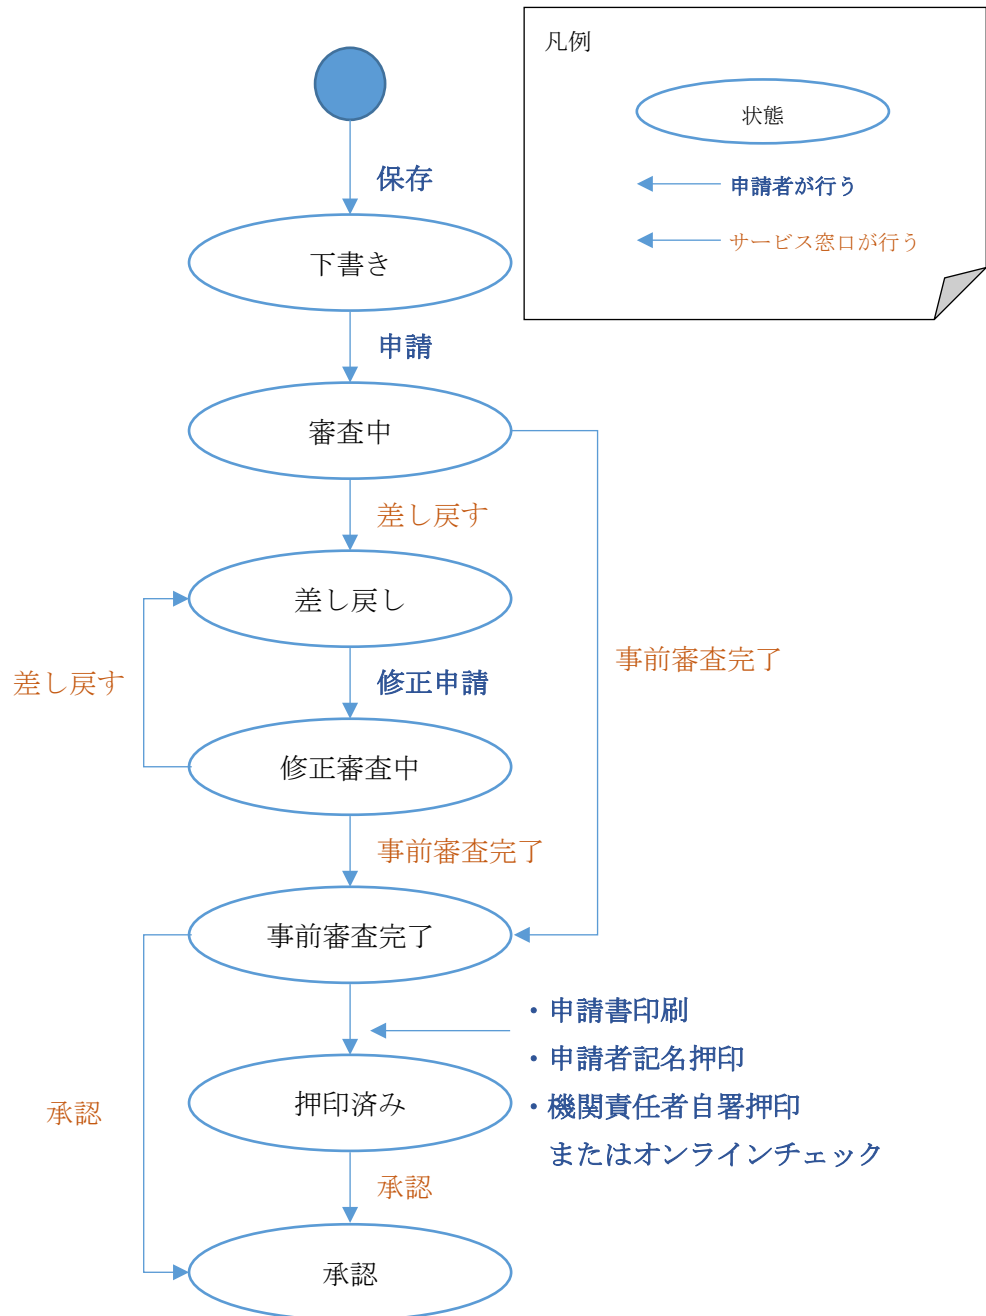 凡例
状態
申請者が行う
サービス窓口が行う
保存
下書き
申請
審査中
差し戻す
差し戻し
事前審査完了
差し戻す
修正申請
修正審査中
事前審査完了
事前審査完了
・申請書印刷
・申請者記名押印
・機関責任者自署押印
またはオンラインチェック
押印済み
承認
承認
承認